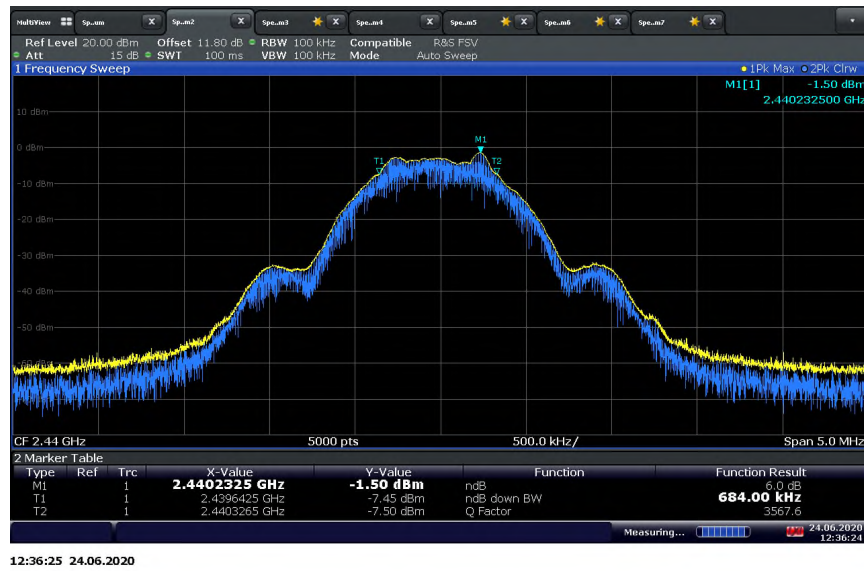 MultiView Sp..um X Sp..m2 X Spe..m3 X Spe..m4 X Spe..m5 X Spe..m6 X Spe..m7 X
Ref Level 20.00 dBm Offset 11.80 dB RBW 100 kHz Compatible R&S FSV
Att 15 dB SWT 100 ms VBW 100 kHz Mode Auto Sweep
1 Frequency Sweep 1Pk Max 2Pk Clrw
M1[1] -1.50 dBm
2.440232500 GHz
10 dBm
0 dBm
M1
T1 T2
-10 dBm
-20 dBm
-30 dBm
-40 dBm
-50 dBm
-60 dBm
CF 2.44 GHz 5000 pts 500.0 kHz/ Span 5.0 MHz
2 Marker Table
Type Ref Trc X-Value Y-Value Function Function Result
M1 1 2.4402325 GHz -1.50 dBm ndB 6.0 dB
T1 1 2.4396425 GHz -7.45 dBm ndB down BW 684.00 kHz
T2 1 2.4403265 GHz -7.50 dBm Q Factor 3567.6
Measuring... 24.06.2020
12:36:24
12:36:25 24.06.2020